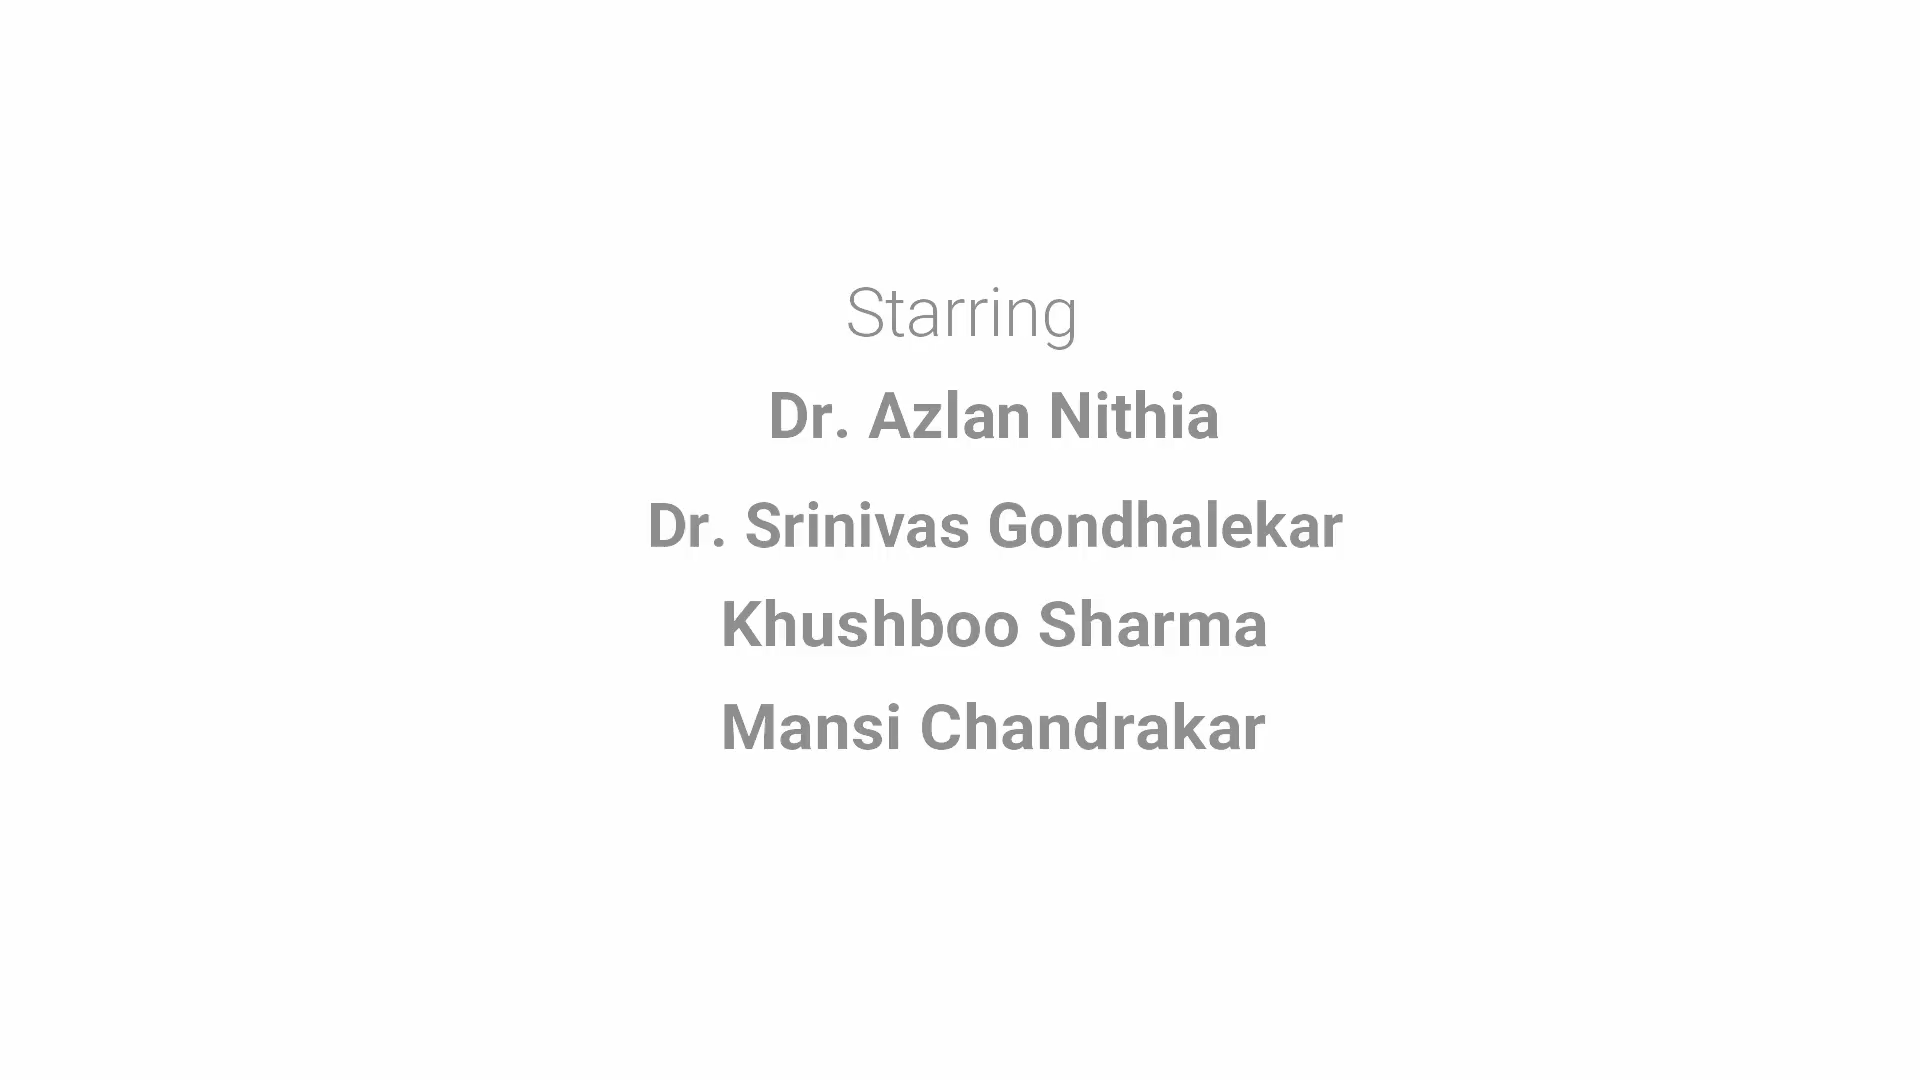 Starring
Dr. Azlan Nithia
Dr. Srinivas Gondhalekar
Khushboo Sharma
Mansi Chandrakar